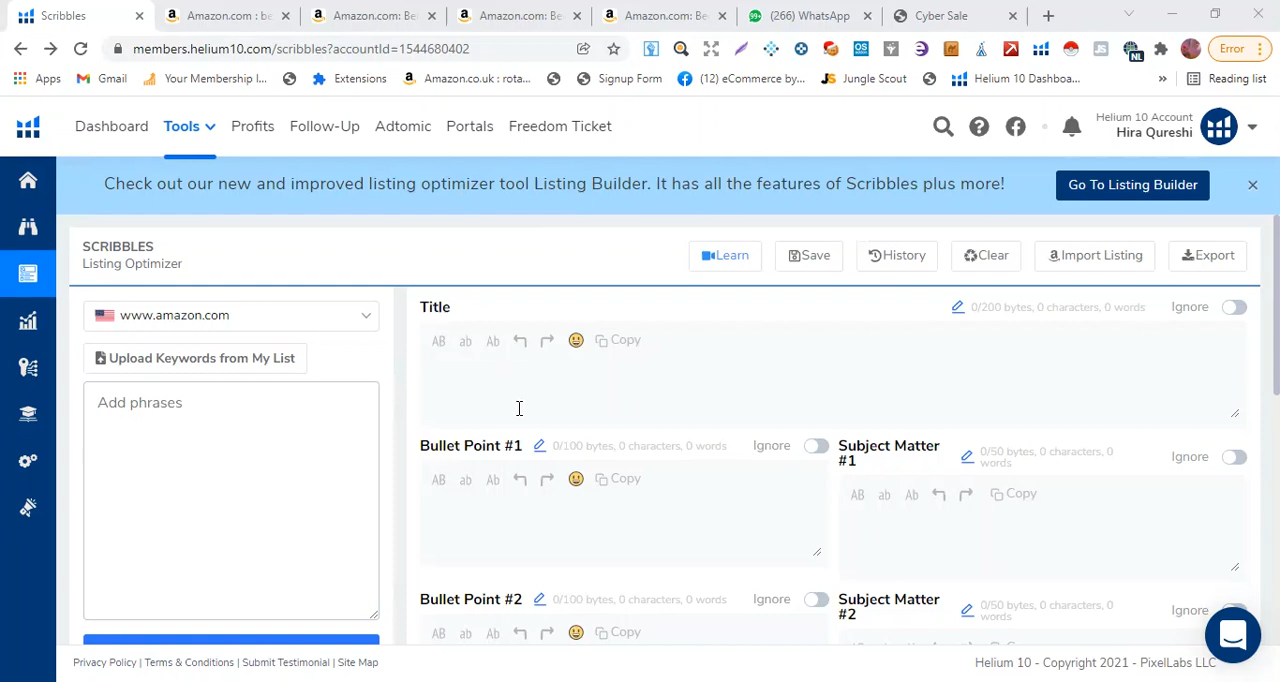 Scribbles
Amazon.com : be
Amazon.com: Be
Amazon.com: Be
Amazon.com: Be
(266) WhatsApp
Cyber Sale
members.helium10.com/scribbles?accountId=1544680402
Error
Apps
Gmail
Your Membership I...
Extensions
Amazon.co.uk : rota...
Signup Form
(12) eCommerce by...
Jungle Scout
Helium 10 Dashboa...
»
Reading list
Dashboard
Tools
Profits
Follow-Up
Adtomic
Portals
Freedom Ticket
Helium 10 Account
Hira Qureshi
Check out our new and improved listing optimizer tool Listing Builder. It has all the features of Scribbles plus more!
Go To Listing Builder
SCRIBBLES
Listing Optimizer
Learn
Save
History
Clear
Import Listing
Export
www.amazon.com
Upload Keywords from My List
Add phrases
Title
0/200 bytes, 0 characters, 0 words
Ignore
AB ab Ab Copy
Bullet Point #1
0/100 bytes, 0 characters, 0 words
Ignore
AB ab Ab Copy
Subject Matter
#1
0/50 bytes, 0 characters, 0
words
Ignore
AB ab Ab Copy
Bullet Point #2
0/100 bytes, 0 characters, 0 words
Ignore
AB ab Ab Copy
Subject Matter
#2
0/50 bytes, 0 characters, 0
words
Ignore
Privacy Policy | Terms & Conditions | Submit Testimonial | Site Map
Helium 10 - Copyright 2021 - PixelLabs LLC